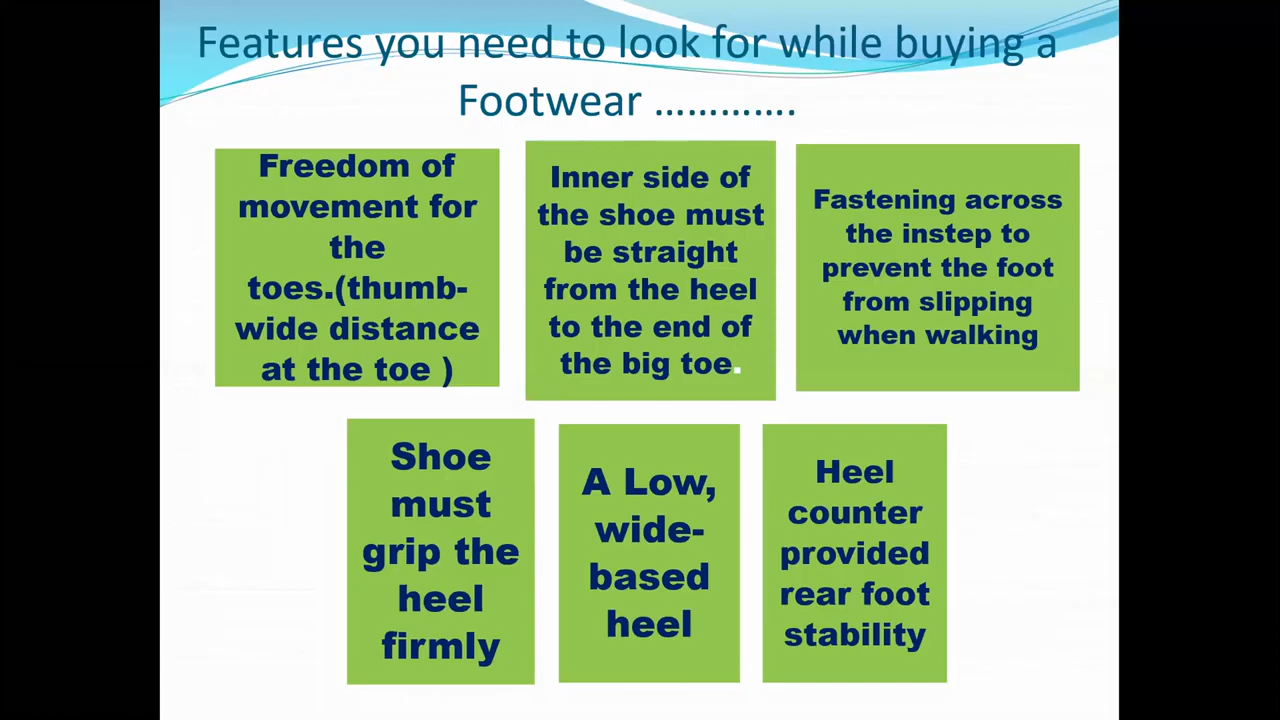 Features you need to look for while buying a
Footwear .............
Freedom of
movement for
the
toes.(thumb-
wide distance
at the toe )
Inner side of
the shoe must
be straight
from the heel
to the end of
the big toe.
Fastening across
the instep to
prevent the foot
from slipping
when walking
Shoe
must
grip the
heel
firmly
A Low,
wide-
based
heel
Heel
counter
provided
rear foot
stability